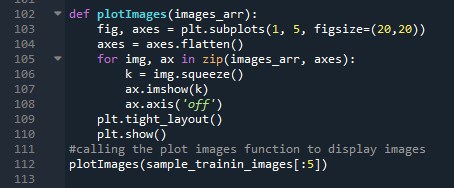 102 def plotImages(images_arr):
103     fig, axes = plt.subplots(1, 5, figsize=(20,20))
104     axes = axes.flatten()
105     for img, ax in zip(images_arr, axes):
106         k = img.squeeze()
107         ax.imshow(k)
108         ax.axis('off')
109     plt.tight_layout()
110     plt.show()
111 #calling the plot images function to display images
112 plotImages(sample_trainin_images[:5])
113